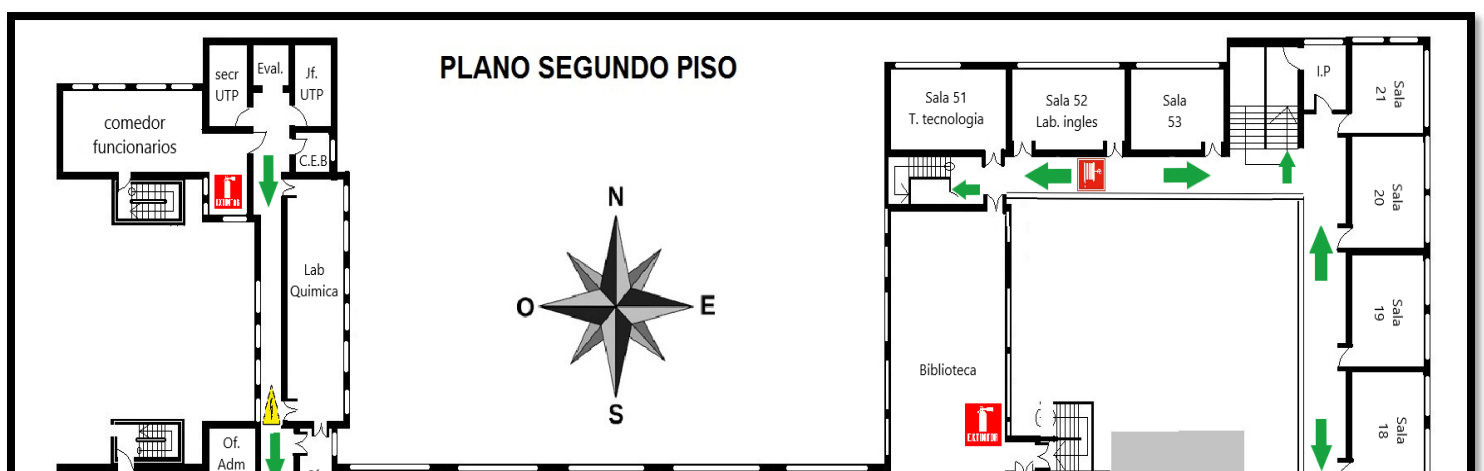 PLANO SEGUNDO PISO
secr
UTP
Eval.
Jf.
UTP
comedor
funcionarios
C.E.B
EXTINTOR
Lab
Quimica
Of.
Adm
N
O
E
S
Sala 51
T. tecnologia
Sala 52
Lab. ingles
Sala
53
I.P
Sala
21
Sala
20
Sala
19
Sala
18
Biblioteca
EXTINTOR